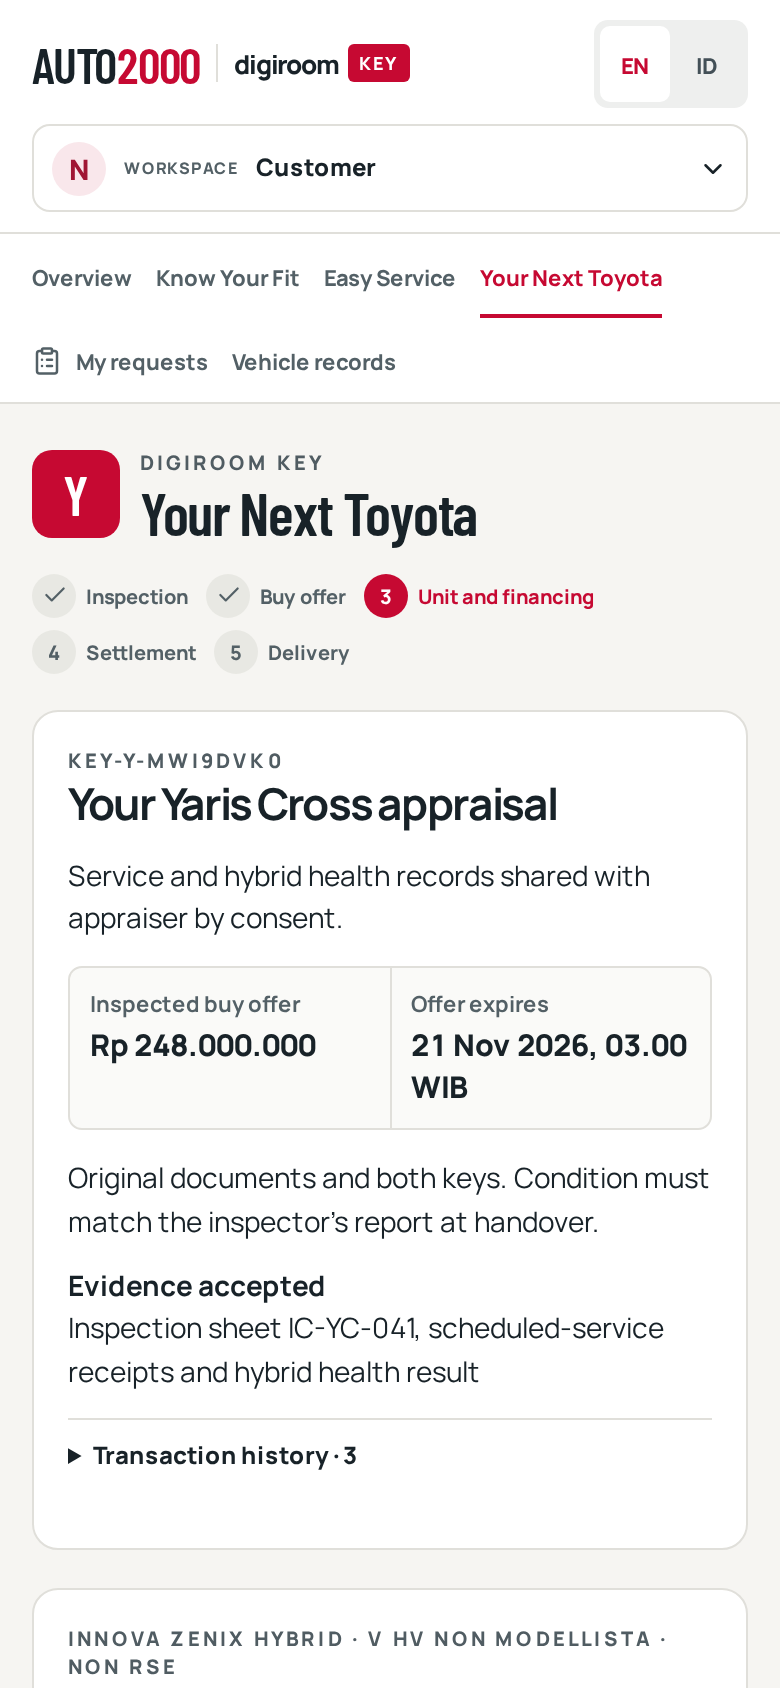 AUTO2000 digiroom KEY
EN ID
N WORKSPACE Customer
Overview Know Your Fit Easy Service Your Next Toyota
My requests Vehicle records
Y
DIGIROOM KEY
Your Next Toyota
Inspection Buy offer 3 Unit and financing
4 Settlement 5 Delivery
KEY-Y-MWI9DVK0
Your Yaris Cross appraisal
Service and hybrid health records shared with
appraiser by consent.
Inspected buy offer
Rp 248.000.000
Offer expires
21 Nov 2026, 03.00
WIB
Original documents and both keys. Condition must
match the inspector’s report at handover.
Evidence accepted
Inspection sheet IC-YC-041, scheduled-service
receipts and hybrid health result
Transaction history · 3
INNOVA ZENIX HYBRID · V HV NON MODELLISTA ·
NON RSE